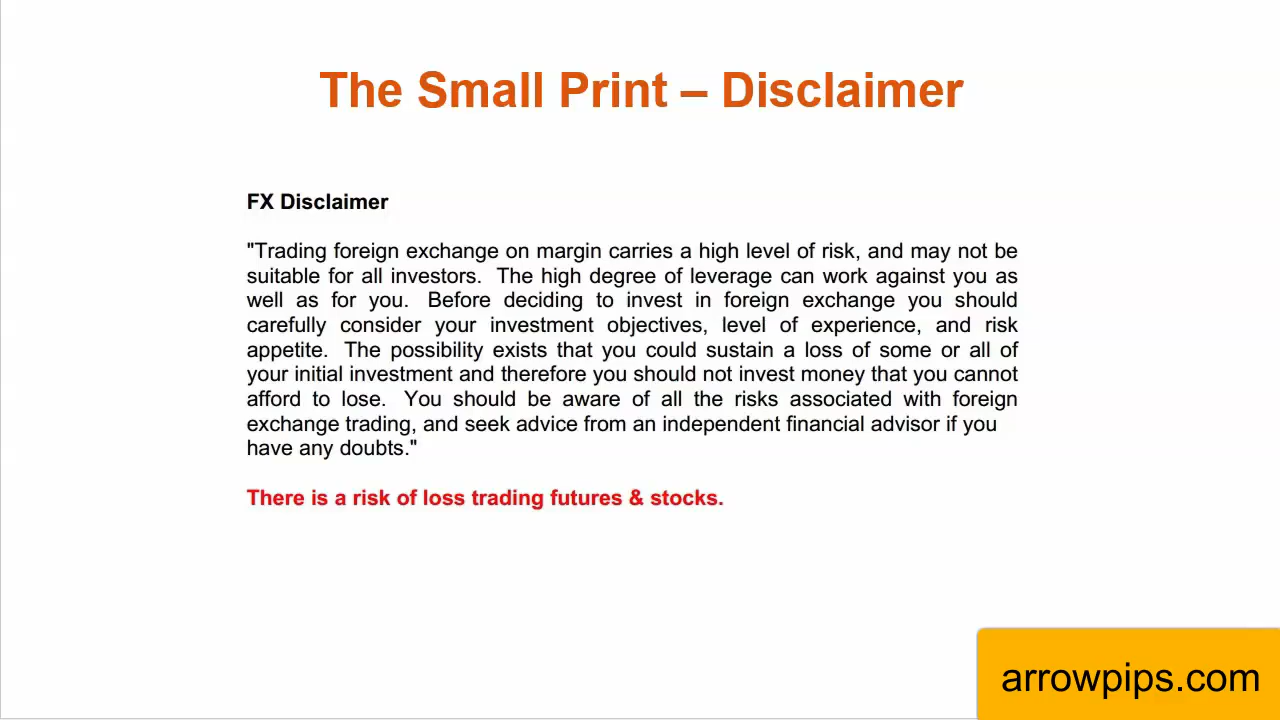 The Small Print – Disclaimer
FX Disclaimer
"Trading foreign exchange on margin carries a high level of risk, and may not be
suitable for all investors.  The high degree of leverage can work against you as
well as for you.  Before deciding to invest in foreign exchange you should
carefully consider your investment objectives, level of experience, and risk
appetite.  The possibility exists that you could sustain a loss of some or all of
your initial investment and therefore you should not invest money that you cannot
afford to lose.  You should be aware of all the risks associated with foreign
exchange trading, and seek advice from an independent financial advisor if you
have any doubts."
There is a risk of loss trading futures & stocks.
arrowpips.com